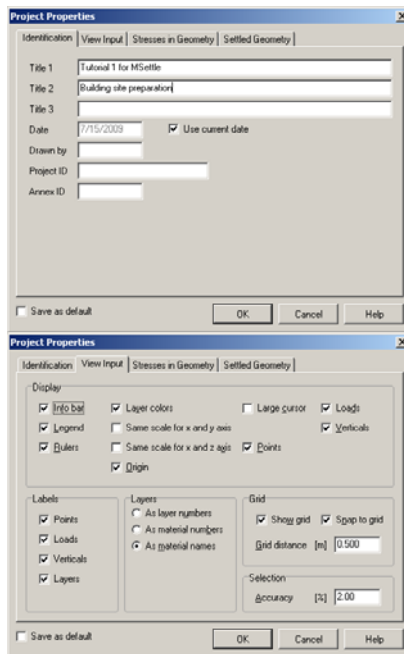 Project Properties
Identification View Input Stresses in Geometry Settled Geometry
Title 1 Tutorial 1 for MSettle
Title 2 Building site preparation
Title 3
Date 7/15/2009 Use current date
Drawn by
Project ID
Annex ID
Save as default OK Cancel Help
Project Properties
Identification View Input Stresses in Geometry Settled Geometry
Display
Info bar Layer colors Large cursor Loads
Legend Same scale for x and y axis Verticals
Rulers Same scale for x and z axis Points
Origin
Labels Layers Grid
Points As layer numbers Show grid Snap to grid
Loads As material numbers Grid distance [m] 0.500
Verticals As material names
Layers Selection
Accuracy [%] 2.00
Save as default OK Cancel Help